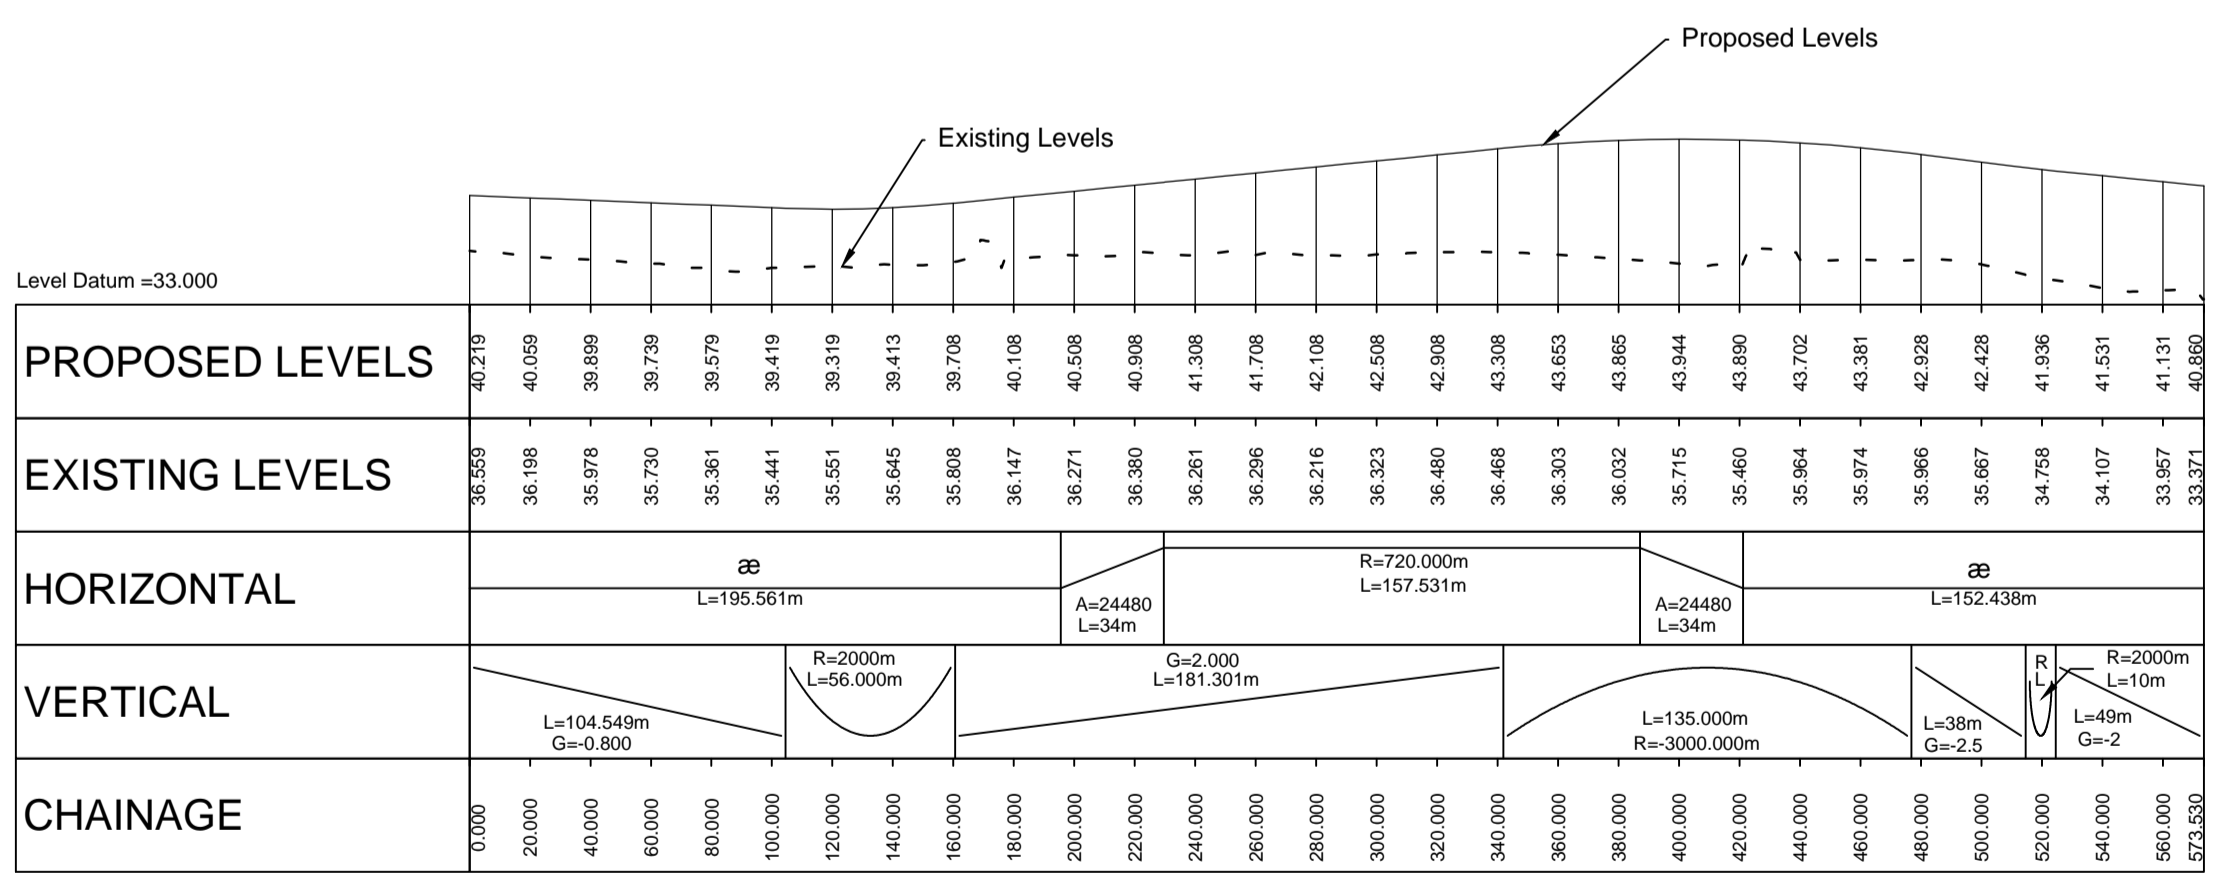 Proposed Levels
Existing Levels
Level Datum =33.000
PROPOSED LEVELS
40.219 40.059 39.899 39.739 39.579 39.419 39.319 39.413 39.708 40.108 40.508 40.908 41.308 41.708 42.108 42.508 42.908 43.308 43.653 43.865 43.944 43.890 43.702 43.381 42.928 42.428 41.936 41.531 41.131 40.860
EXISTING LEVELS
36.559 36.198 35.978 35.730 35.361 35.441 35.551 35.645 35.808 36.147 36.271 36.380 36.261 36.296 36.216 36.323 36.480 36.468 36.303 36.032 35.715 35.460 35.964 35.974 35.966 35.667 34.758 34.107 33.957 33.371
HORIZONTAL
æ
L=195.561m
A=24480
L=34m
R=720.000m
L=157.531m
A=24480
L=34m
æ
L=152.438m
VERTICAL
L=104.549m
G=-0.800
R=2000m
L=56.000m
G=2.000
L=181.301m
L=135.000m
R=-3000.000m
L=38m
G=-2.5
R
L
R=2000m
L=10m
L=49m
G=-2
CHAINAGE
0.000 20.000 40.000 60.000 80.000 100.000 120.000 140.000 160.000 180.000 200.000 220.000 240.000 260.000 280.000 300.000 320.000 340.000 360.000 380.000 400.000 420.000 440.000 460.000 480.000 500.000 520.000 540.000 560.000 573.530